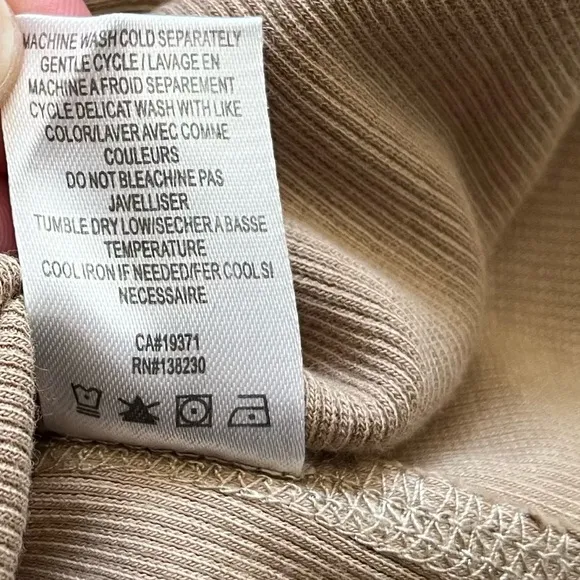 MACHINE WASH COLD SEPARATELY
GENTLE CYCLE/LAVAGE EN
MACHINE A FROID SEPAREMENT
CYCLE DELICAT WASH WITH LIKE
COLOR/LAVER AVEC COMME
COULEURS
DO NOT BLEACH/NE PAS
JAVELLISER
TUMBLE DRY LOW/SECHER A BASSE
TEMPERATURE
COOL IRON IF NEEDED/FER COOL SI
NECESSAIRE
CA#19371
RN#138230